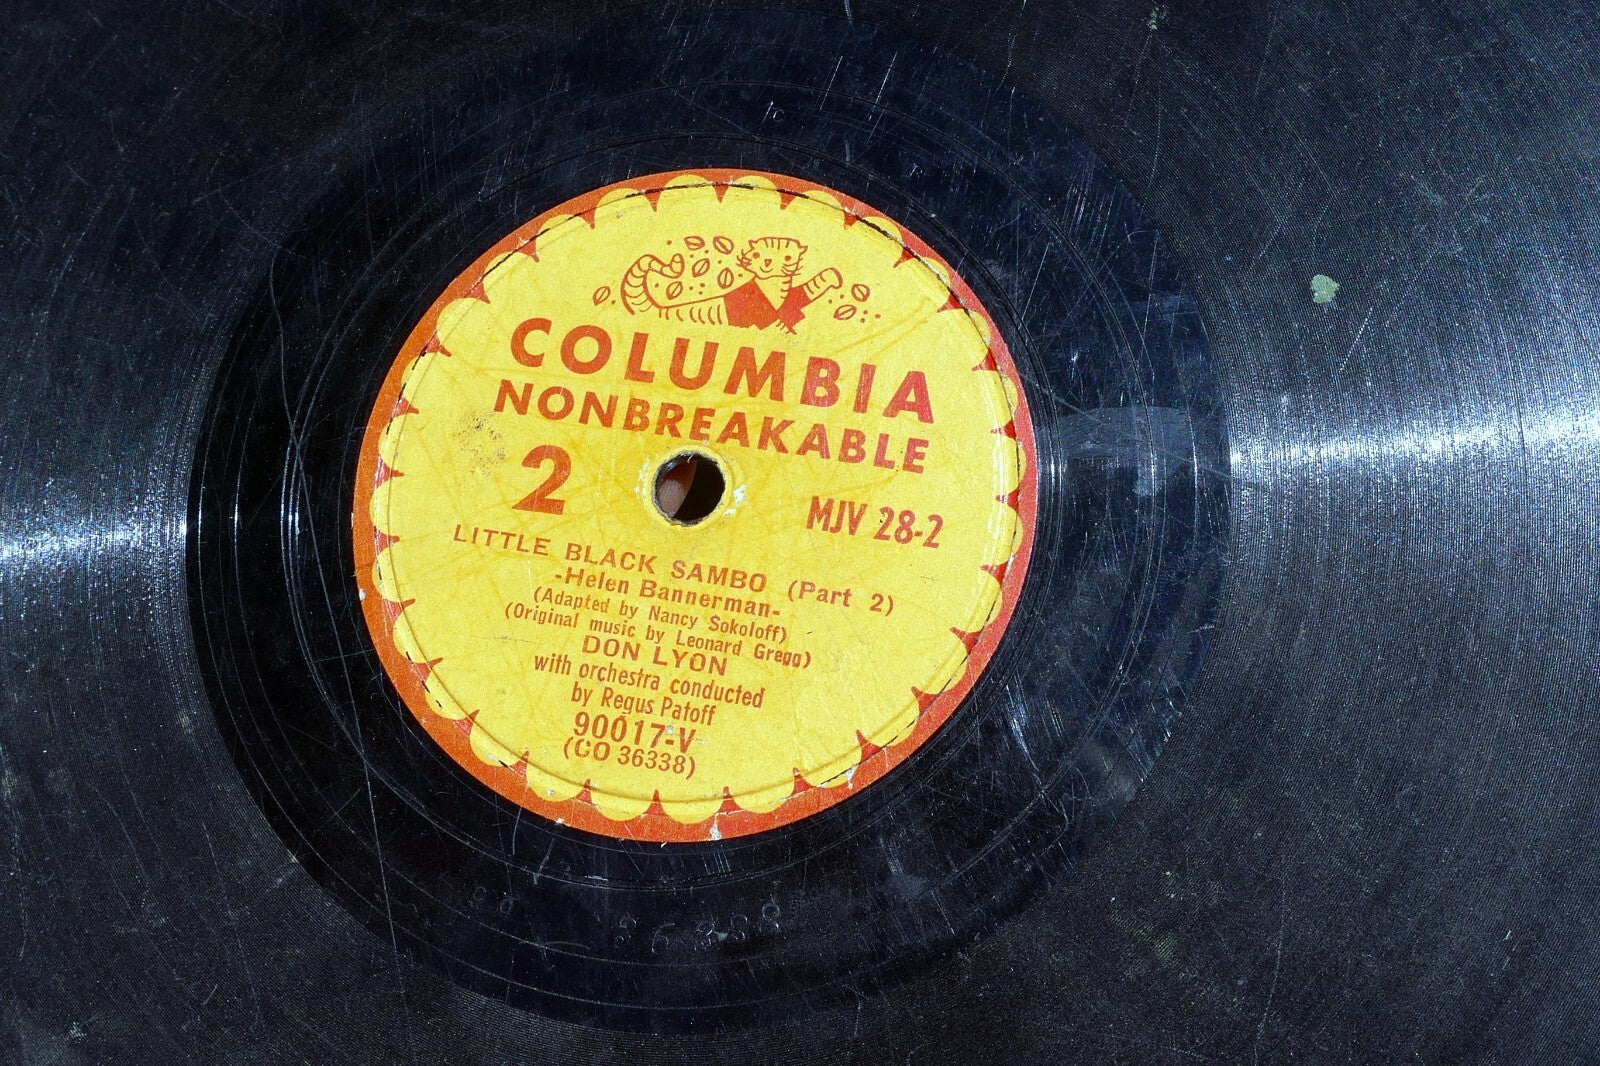 COLUMBIA
NONBREAKABLE
2
MJV 28-2
LITTLE BLACK SAMBO (Part 2)
-Helen Bannerman-
(Adapted by Nancy Sokoloff)
(Original music by Leonard Gregg)
DON LYON
with orchestra conducted
by Regus Patoff
90017-V
(CO 36338)